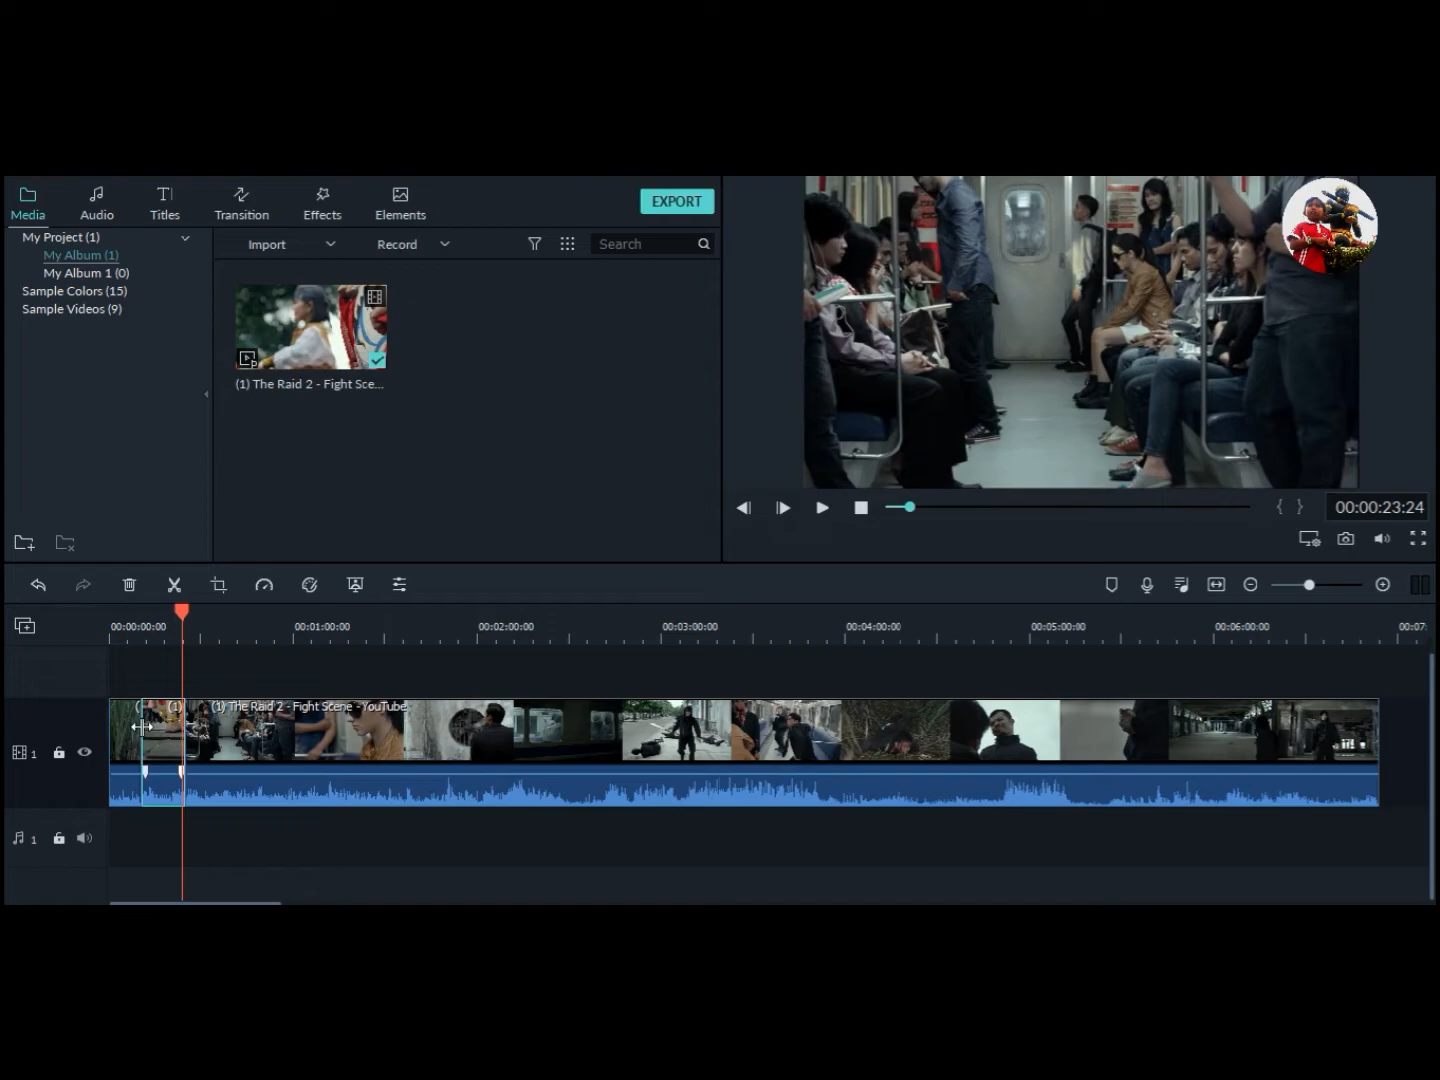 Media Audio Titles Transition Effects Elements EXPORT
My Project (1)
My Album (1)
My Album 1 (0)
Sample Colors (15)
Sample Videos (9)
Import Record Search
(1) The Raid 2 - Fight Sce...
00:00:23:24
00:00:00:00 00:01:00:00 00:02:00:00 00:03:00:00 00:04:00:00 00:05:00:00 00:06:00:00 00:07:
( (1) (1) The Raid 2 - Fight Scene - YouTube
1
1